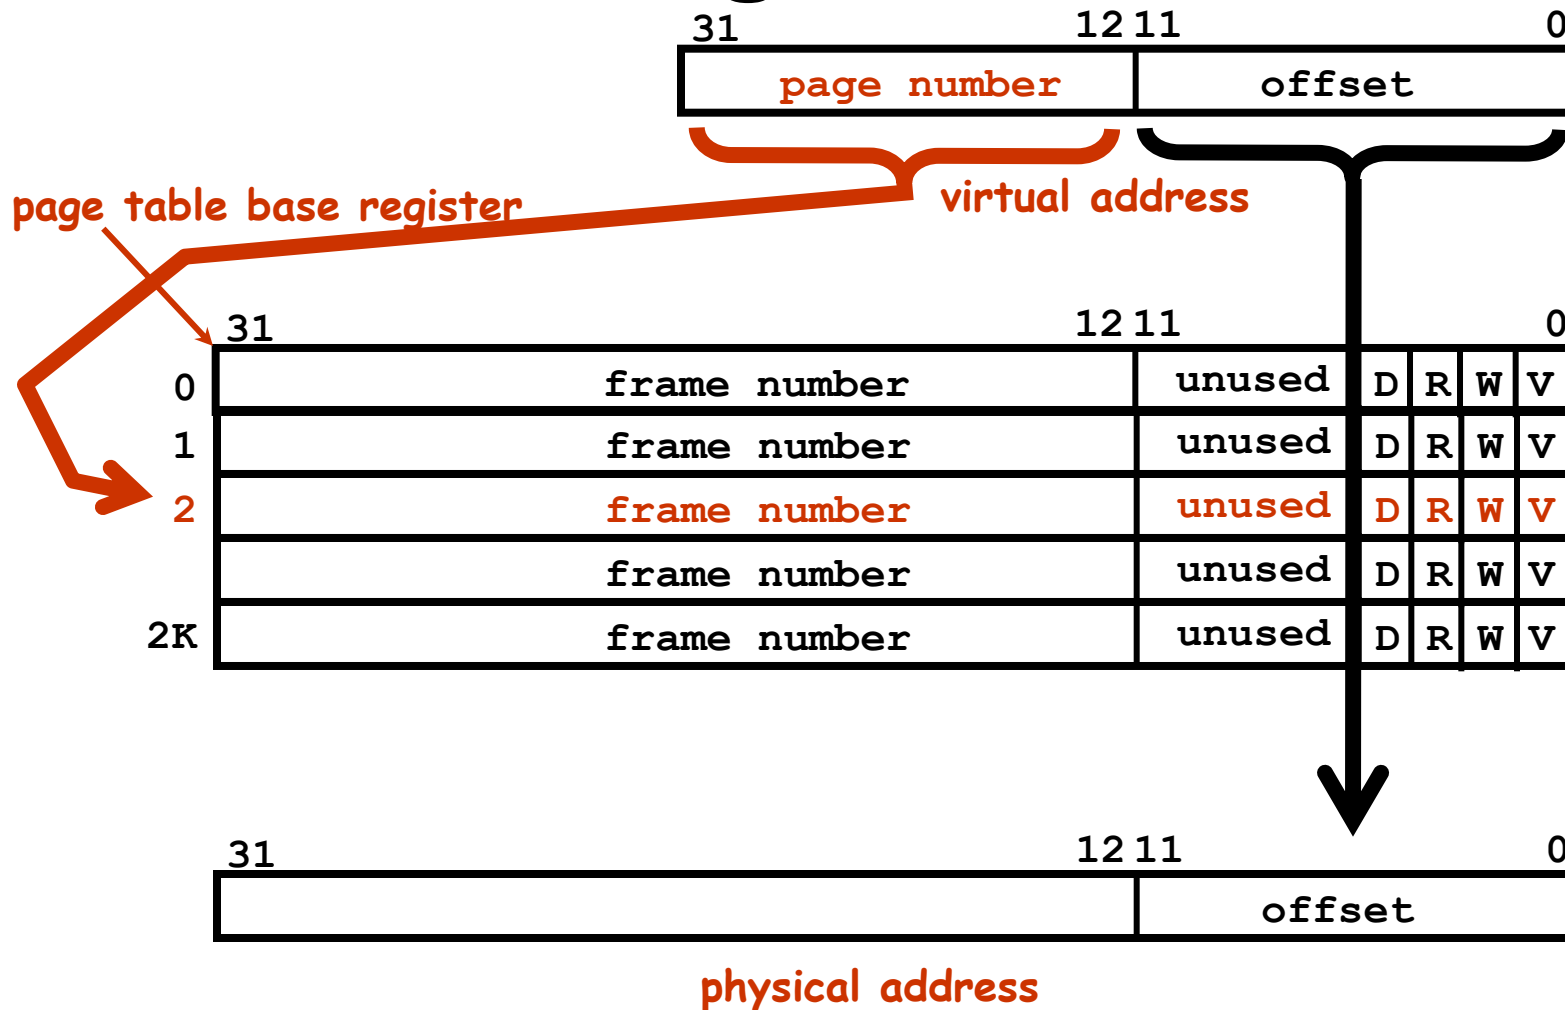 31 12 11 0
page number offset
page table base register virtual address
31 12 11 0
0 frame number unused D R W V
1 frame number unused D R W V
2 frame number unused D R W V
frame number unused D R W V
2K frame number unused D R W V
31 12 11 0
offset
physical address